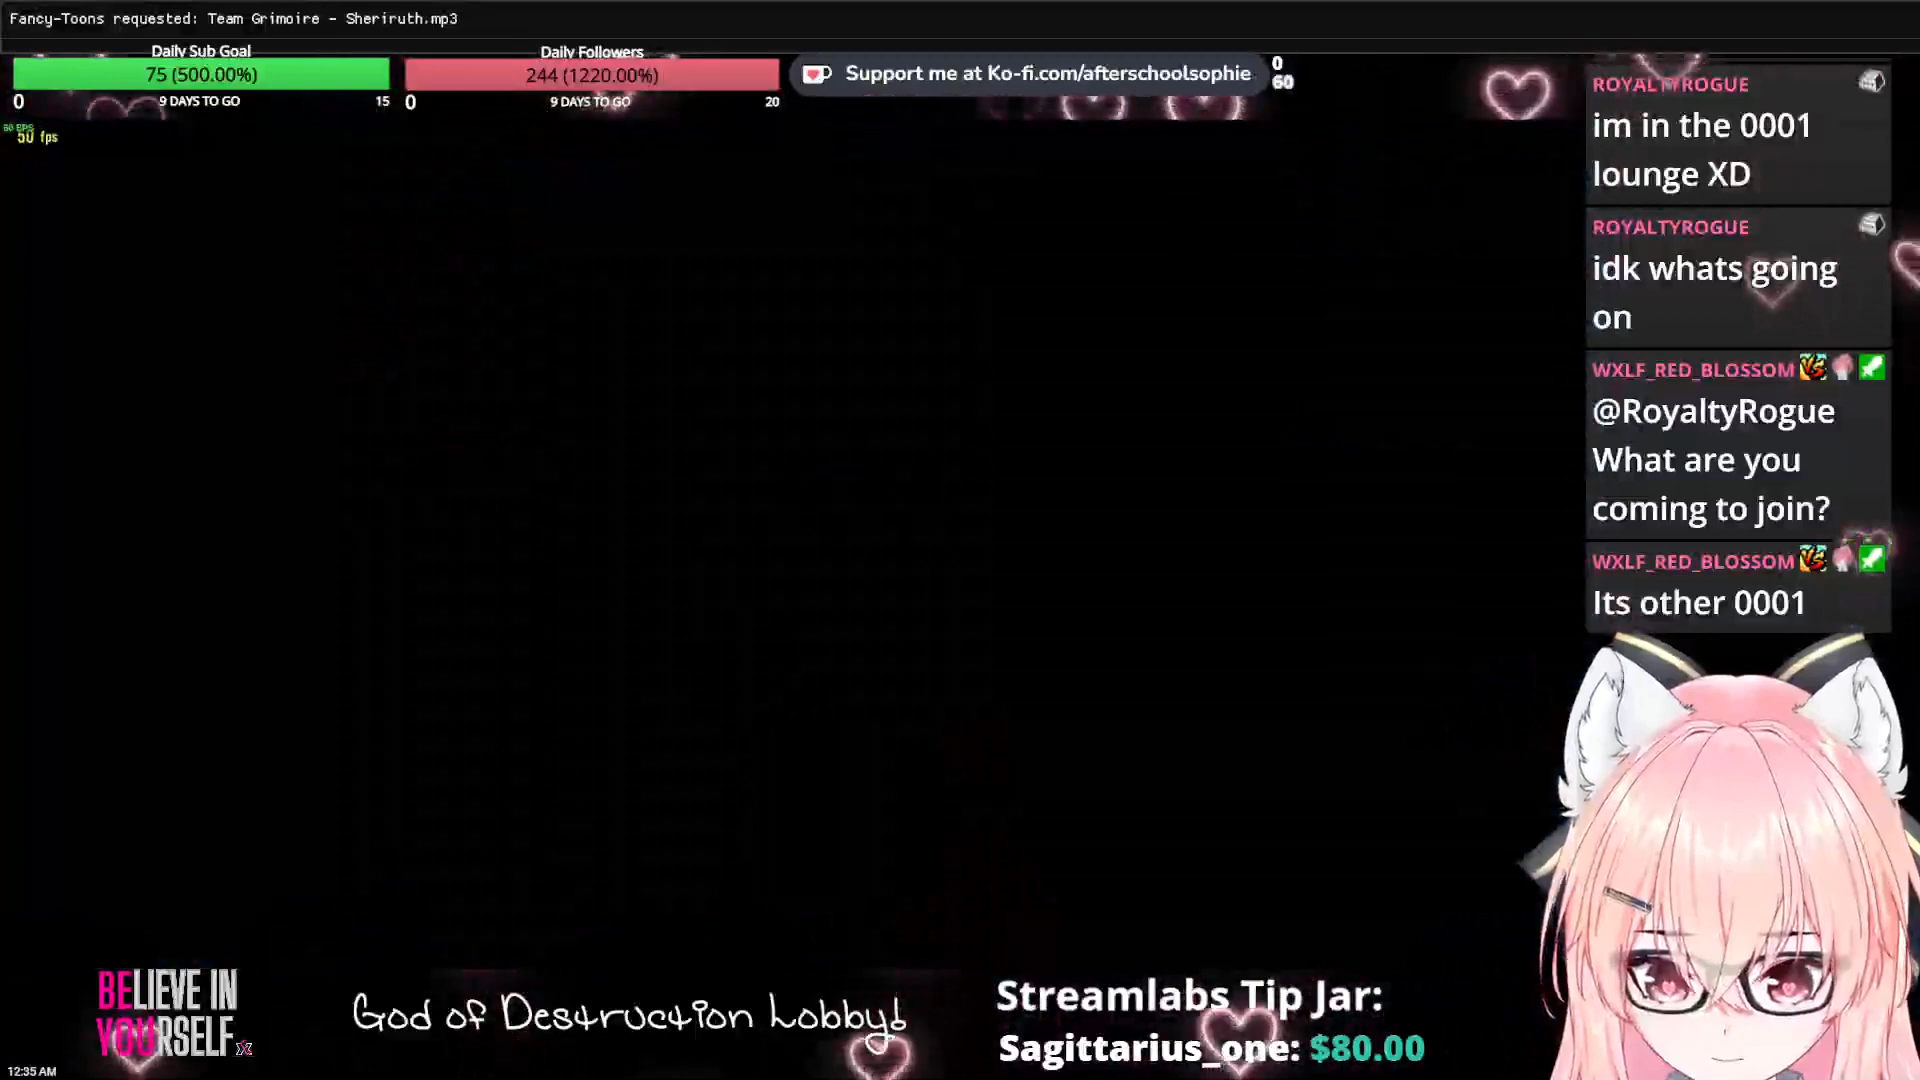 Fancy-Toons requested: Team Grimoire - Sheriruth.mp3
Daily Sub Goal
75 (500.00%)
0 9 DAYS TO GO 15
Daily Followers
244 (1220.00%)
0 9 DAYS TO GO 20
Support me at Ko-fi.com/afterschoolsophie
0
60
60 FPS
50 fps
ROYALTYROGUE
im in the 0001
lounge XD
ROYALTYROGUE
idk whats going
on
WXLF_RED_BLOSSOM VS
@RoyaltyRogue
What are you
coming to join?
WXLF_RED_BLOSSOM VS
Its other 0001
BELIEVE IN
YOURSELF
God of Destruction Lobby!
Streamlabs Tip Jar:
Sagittarius_one: $80.00
12:35 AM